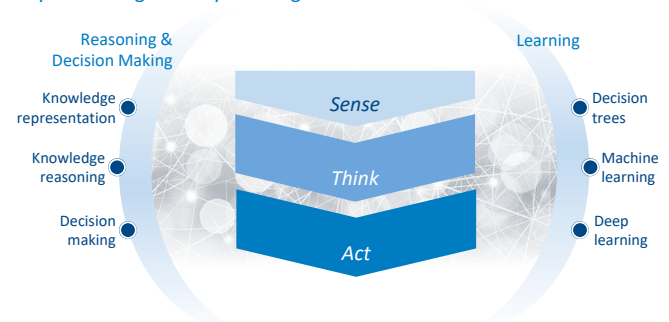 Reasoning &
Decision Making
Knowledge
representation
Knowledge
reasoning
Decision
making
Sense
Think
Act
Learning
Decision
trees
Machine
learning
Deep
learning